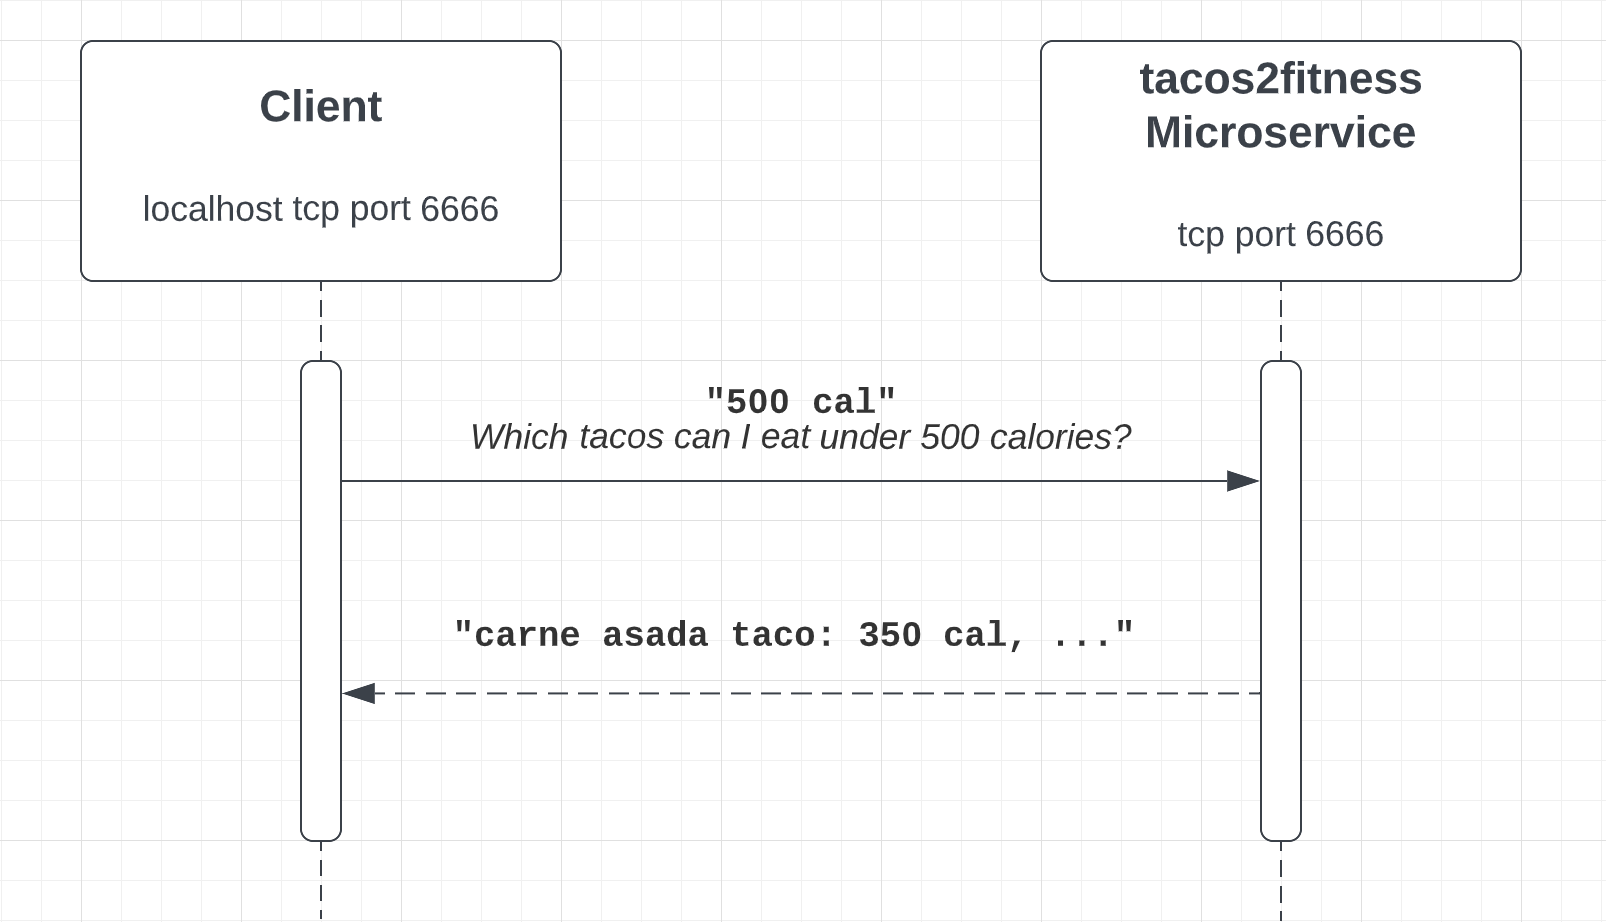 Client
localhost tcp port 6666
tacos2fitness
Microservice
tcp port 6666
"500 cal"
Which tacos can I eat under 500 calories?
"carne asada taco: 350 cal, ..."